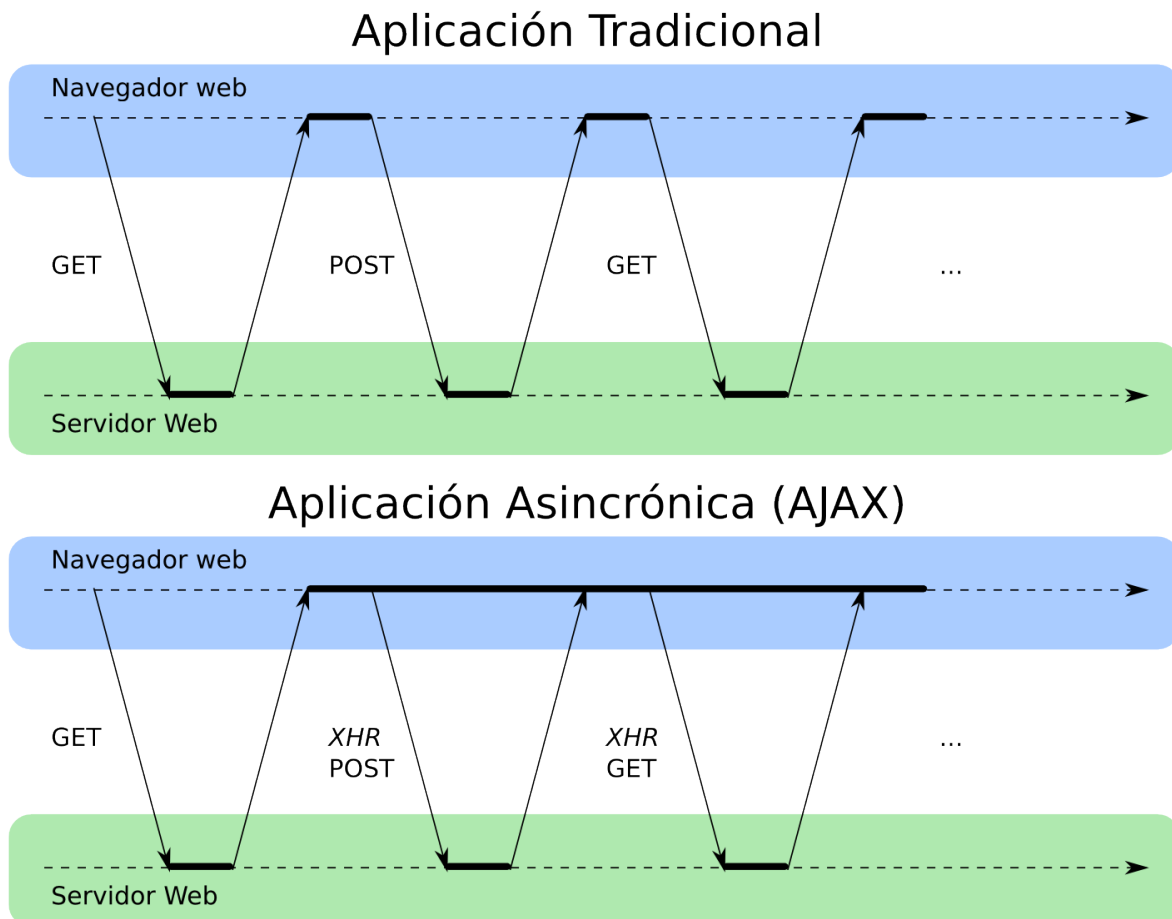 Aplicación Tradicional
Navegador web
GET
POST
GET
...
Servidor Web
Aplicación Asincrónica (AJAX)
Navegador web
GET
XHR
POST
XHR
GET
...
Servidor Web